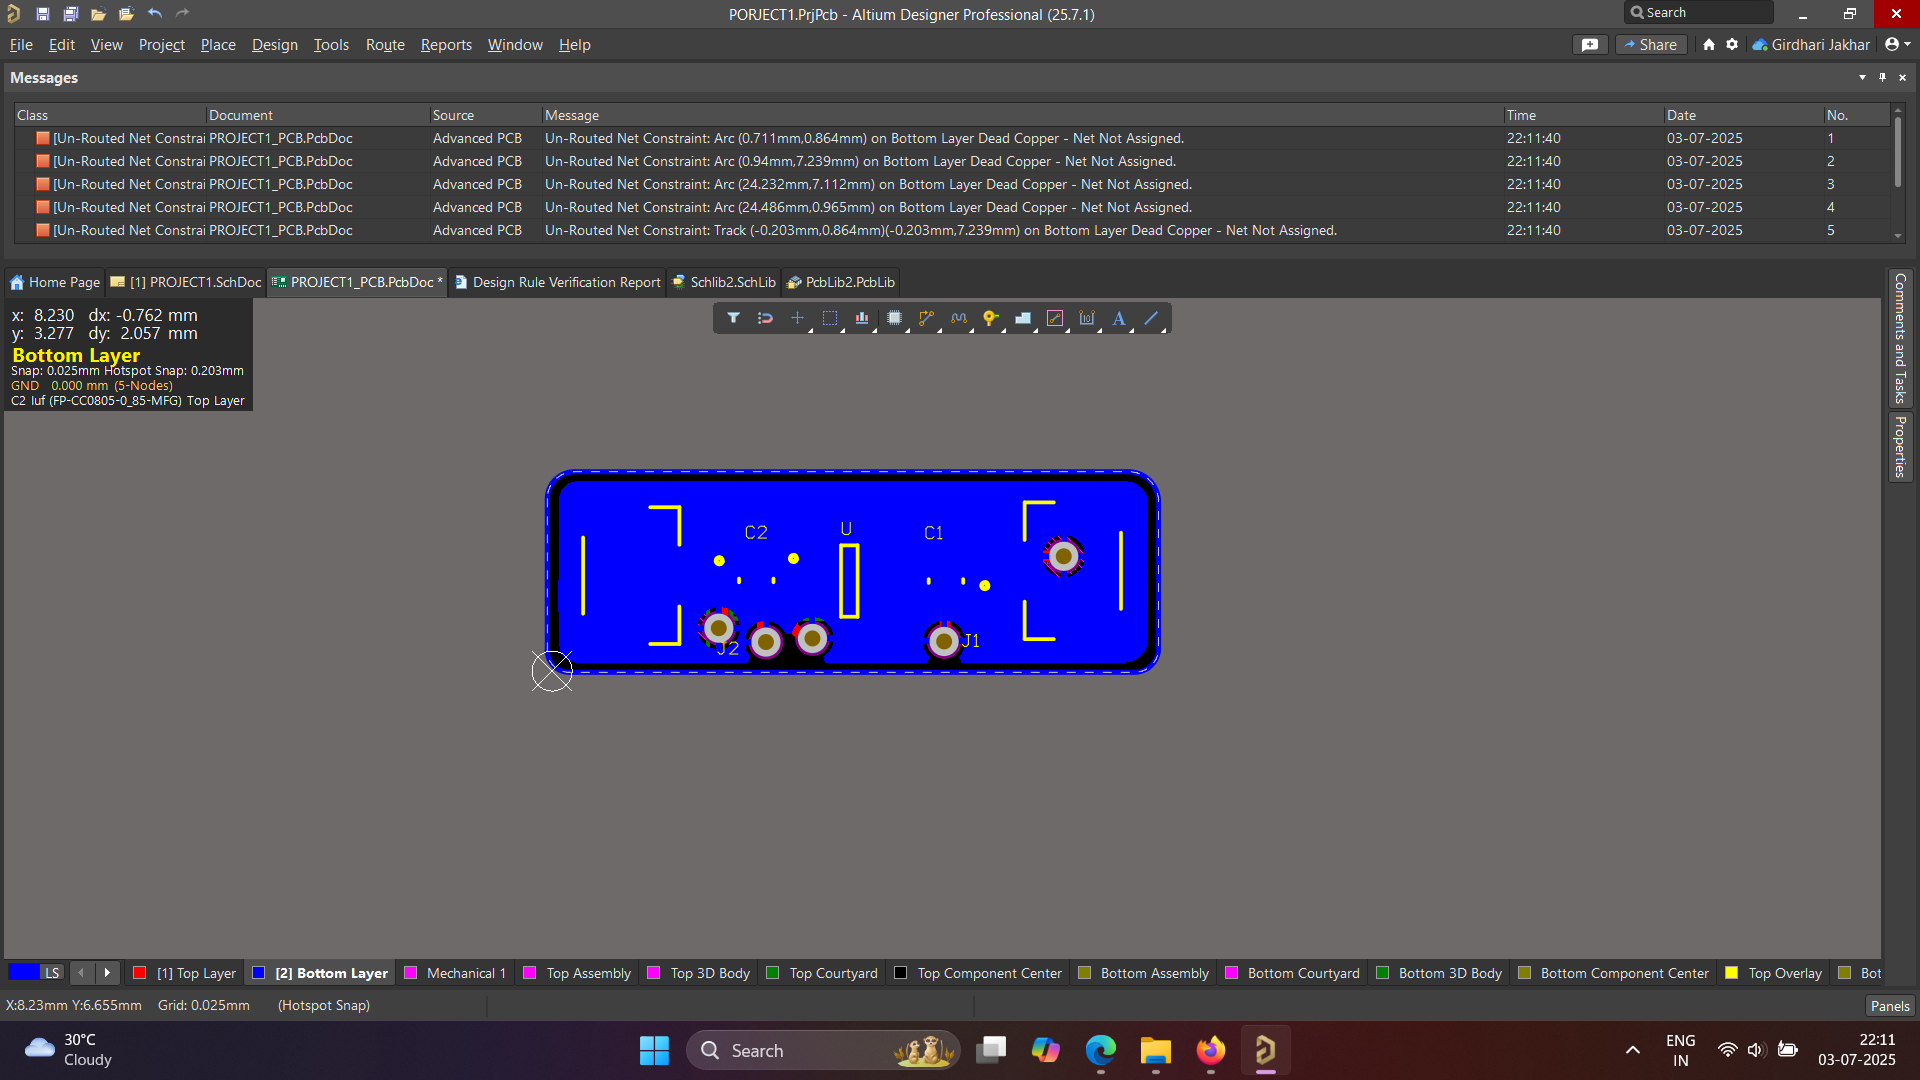 PORJECT1.PrjPcb - Altium Designer Professional (25.7.1)
Search
File Edit View Project Place Design Tools Route Reports Window Help
Share
Girdhari Jakhar
Messages
Class Document Source Message Time Date No.
[Un-Routed Net Constrai PROJECT1_PCB.PcbDoc Advanced PCB Un-Routed Net Constraint: Arc (0.711mm,0.864mm) on Bottom Layer Dead Copper - Net Not Assigned. 22:11:40 03-07-2025 1
[Un-Routed Net Constrai PROJECT1_PCB.PcbDoc Advanced PCB Un-Routed Net Constraint: Arc (0.94mm,7.239mm) on Bottom Layer Dead Copper - Net Not Assigned. 22:11:40 03-07-2025 2
[Un-Routed Net Constrai PROJECT1_PCB.PcbDoc Advanced PCB Un-Routed Net Constraint: Arc (24.232mm,7.112mm) on Bottom Layer Dead Copper - Net Not Assigned. 22:11:40 03-07-2025 3
[Un-Routed Net Constrai PROJECT1_PCB.PcbDoc Advanced PCB Un-Routed Net Constraint: Arc (24.486mm,0.965mm) on Bottom Layer Dead Copper - Net Not Assigned. 22:11:40 03-07-2025 4
[Un-Routed Net Constrai PROJECT1_PCB.PcbDoc Advanced PCB Un-Routed Net Constraint: Track (-0.203mm,0.864mm)(-0.203mm,7.239mm) on Bottom Layer Dead Copper - Net Not Assigned. 22:11:40 03-07-2025 5
Home Page [1] PROJECT1.SchDoc PROJECT1_PCB.PcbDoc * Design Rule Verification Report Schlib2.SchLib PcbLib2.PcbLib
Comments and Tasks
Properties
x: 8.230 dx: -0.762 mm
y: 3.277 dy: 2.057 mm
Bottom Layer
Snap: 0.025mm Hotspot Snap: 0.203mm
GND 0.000 mm (5-Nodes)
C2 Iuf (FP-CC0805-0_85-MFG) Top Layer
C2 U C1
J2 J1
LS [1] Top Layer [2] Bottom Layer Mechanical 1 Top Assembly Top 3D Body Top Courtyard Top Component Center Bottom Assembly Bottom Courtyard Bottom 3D Body Bottom Component Center Top Overlay Bot
X:8.23mm Y:6.655mm Grid: 0.025mm (Hotspot Snap)
Panels
30°C
Cloudy
Search
ENG
IN
22:11
03-07-2025